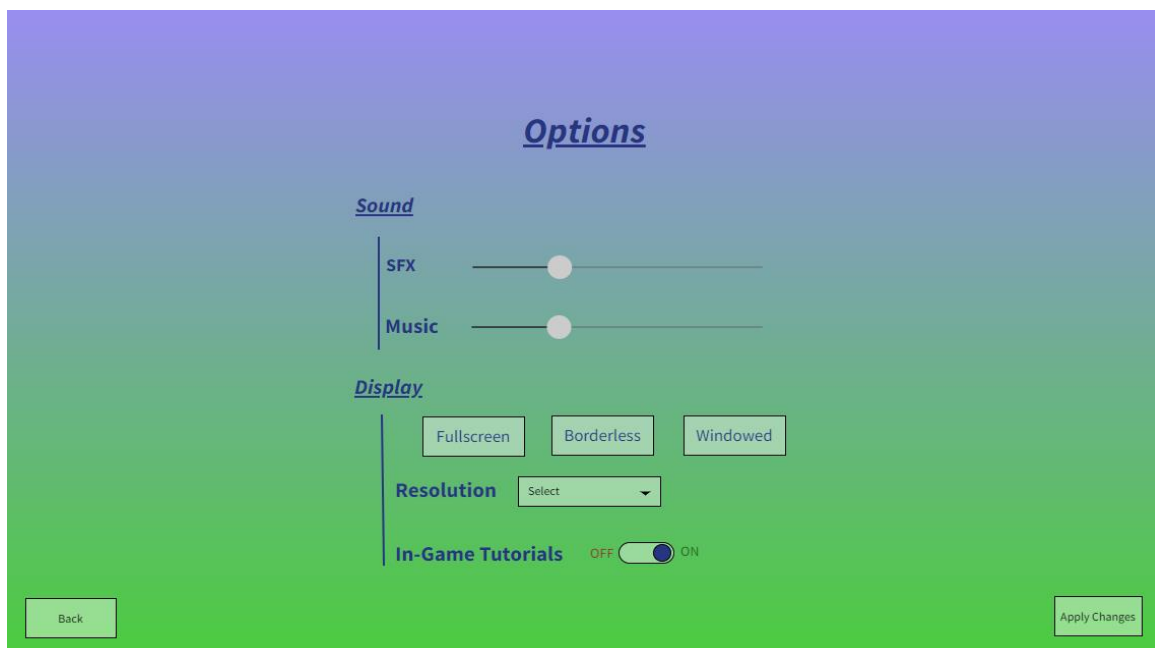 Options
Sound
SFX
Music
Display
Fullscreen Borderless Windowed
Resolution Select
In-Game Tutorials OFF ON
Back Apply Changes